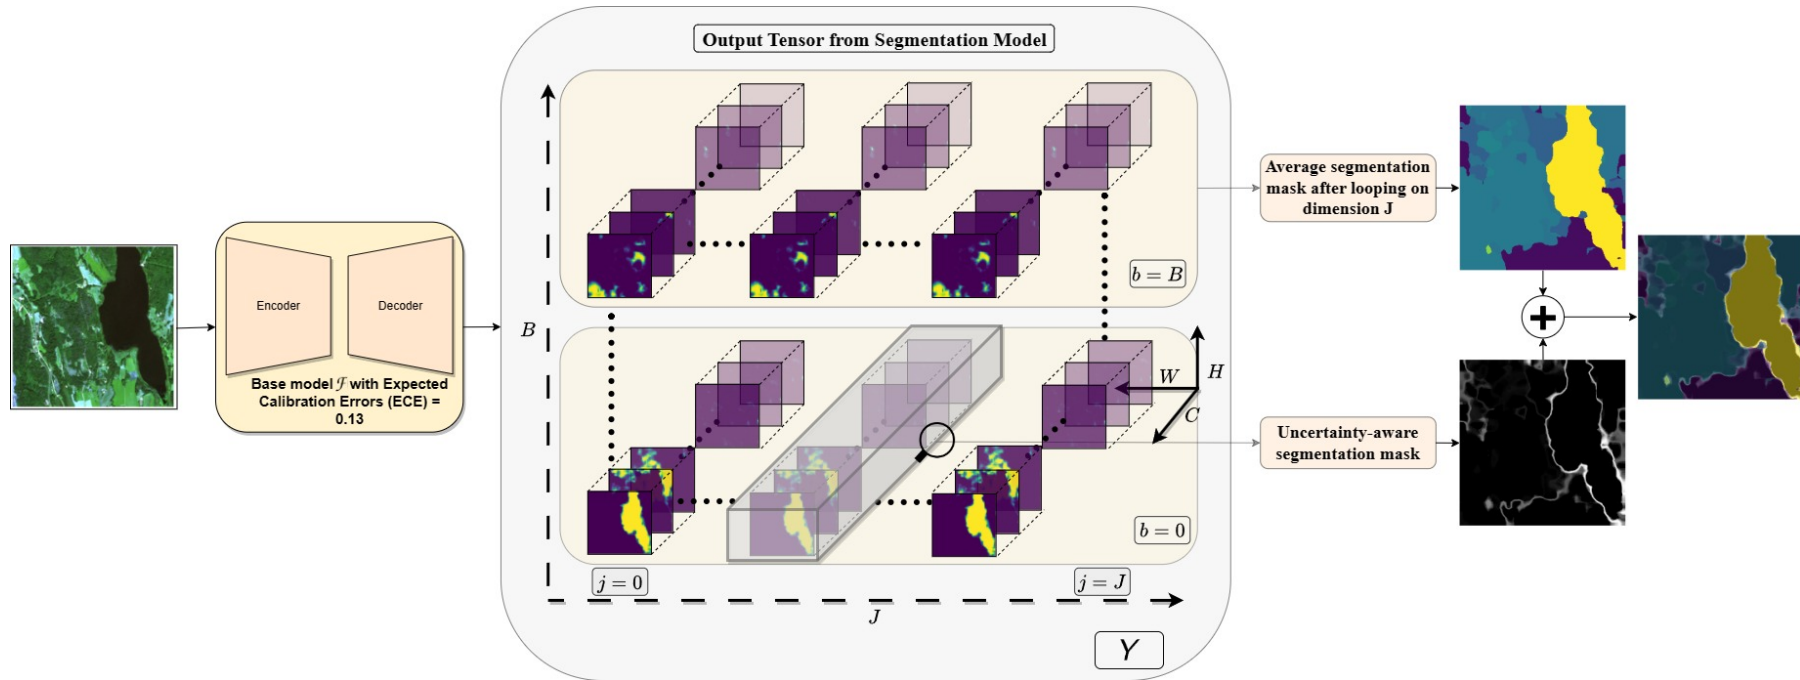 Output Tensor from Segmentation Model
Encoder
Decoder
Base model ℱ with Expected
Calibration Errors (ECE) =
0.13
B
b = B
b = 0
H
W
C
j = 0
j = J
J
Y
Average segmentation
mask after looping on
dimension J
Uncertainty-aware
segmentation mask
+